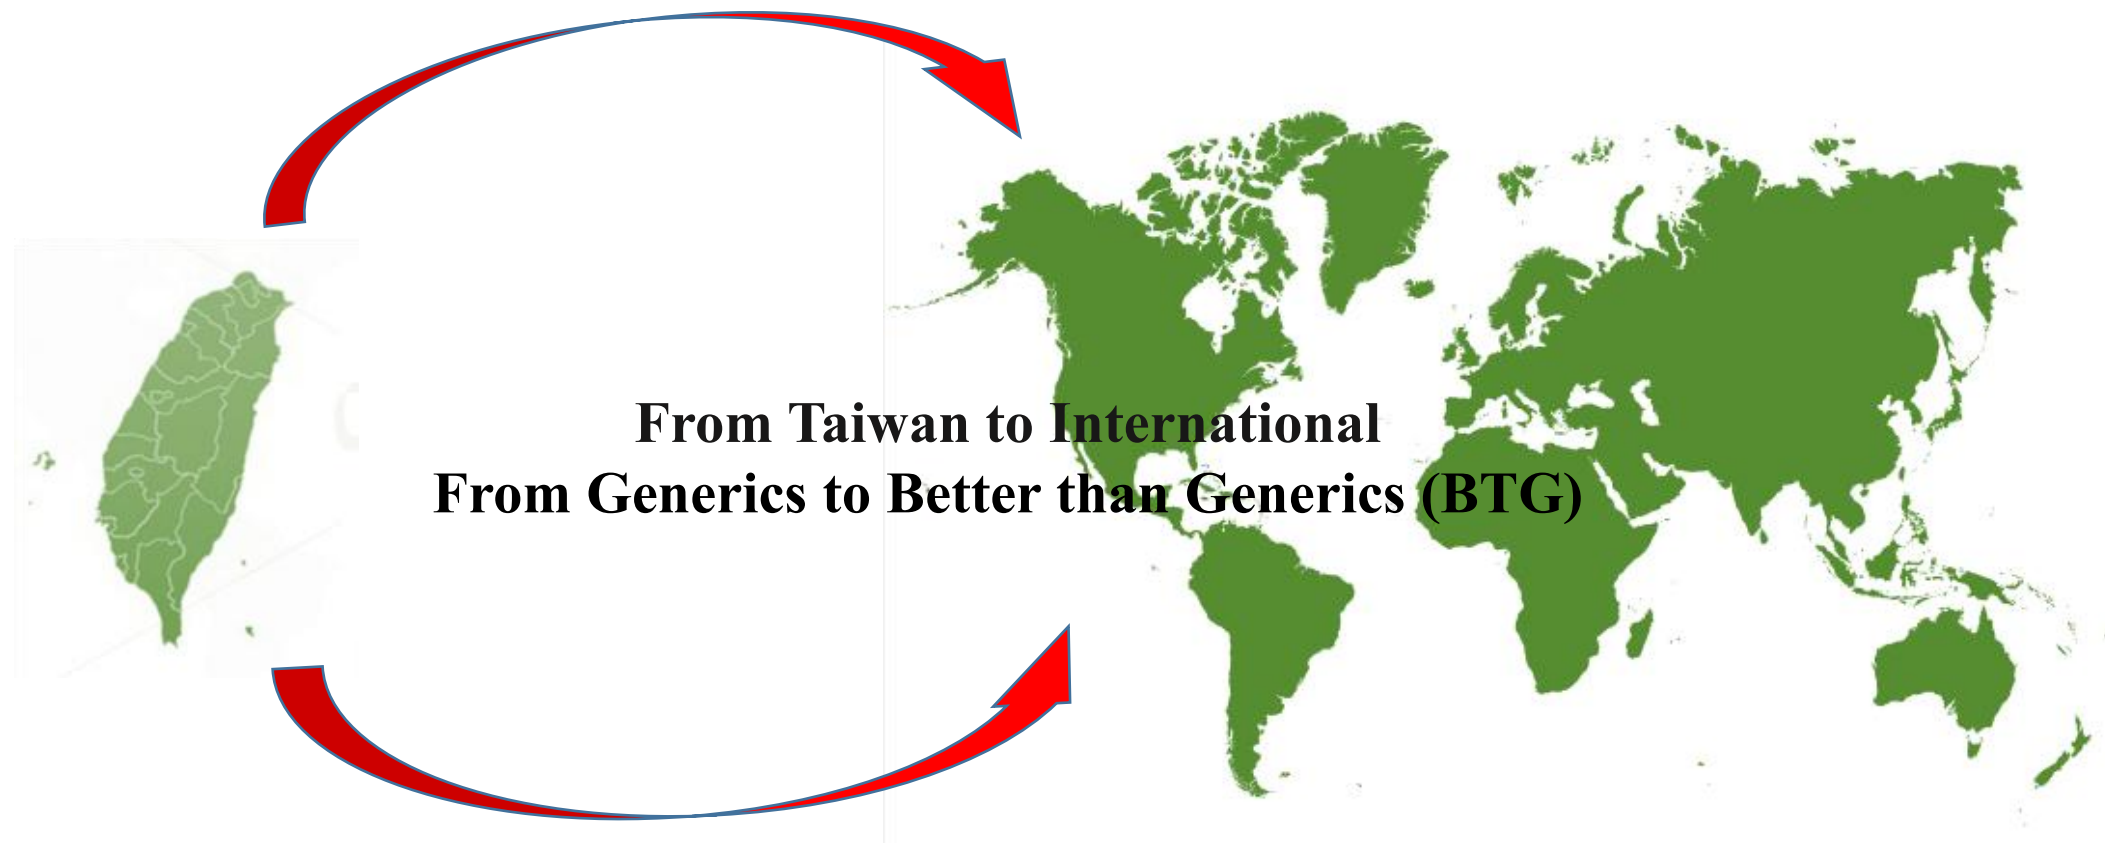 From Taiwan to International
From Generics to Better than Generics (BTG)